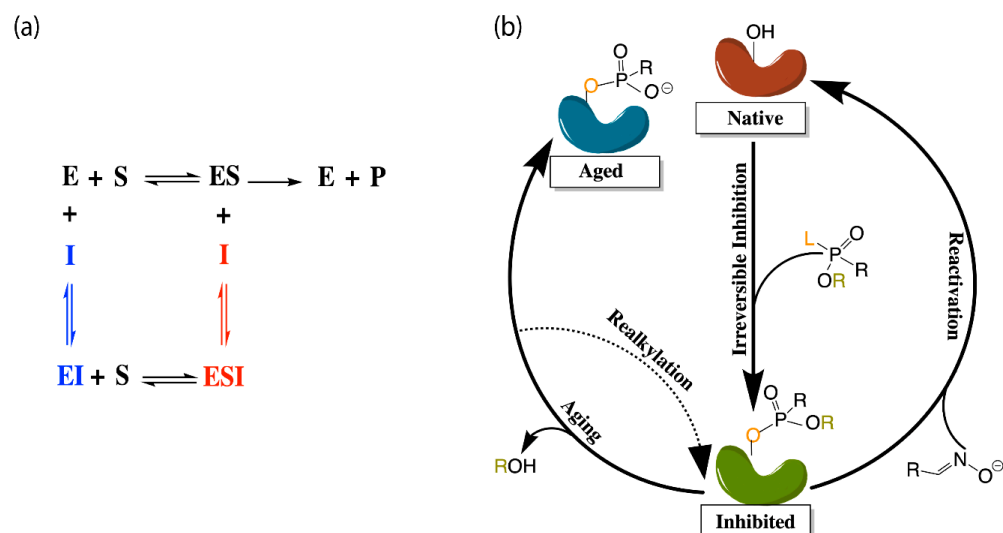 (a)
E + S ⇌ ES → E + P
+ +
I I
EI + S ⇌ ESI
(b)
OH
Native
O
P
R
O
O⊖
Aged
L
O
P
R
OR
Irreversible Inhibition
Reactivation
Realkylation
Aging
ROH
O
R
P
O
OR
Inhibited
R
N
O⊖